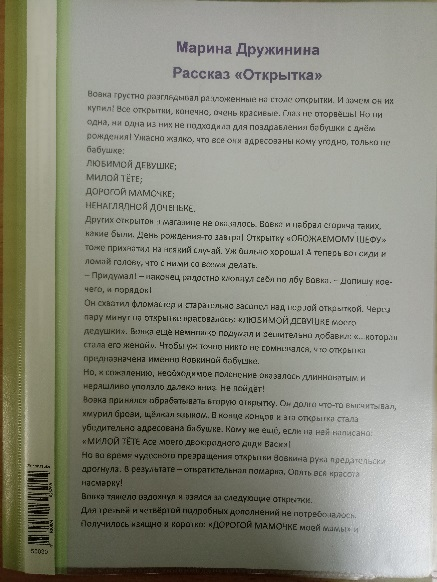 Марина Дружинина
Рассказ «Открытка»
Вовка грустно разглядывал разложенные на столе открытки. И зачем он их
купил! Все открытки, конечно, очень красивые. Глаз не оторвёшь! Но ни
одна, ни одна из них не подходила для поздравления бабушки с днём
рождения! Ужасно жалко, что все они адресованы кому угодно, только не
бабушке:
ЛЮБИМОЙ ДЕВУШКЕ;
МИЛОЙ ТЁТЕ;
ДОРОГОЙ МАМОЧКЕ;
НЕНАГЛЯДНОЙ ДОЧЕНЬКЕ.
Других открыток в магазине не оказалось. Вовка и набрал сгоряча таких,
какие были. День рождения-то завтра! Открытку «ОБОЖАЕМОМУ ШЕФУ»
тоже прихватил на всякий случай. Уж больно хороша! А теперь вот сиди и
ломай голову, что с ними со всеми делать.
– Придумал! – наконец радостно хлопнул себя по лбу Вовка. – Допишу кое-
чего, и порядок!
Он схватил фломастер и старательно засопел над первой открыткой. Через
пару минут на открытке красовалось: «ЛЮБИМОЙ ДЕВУШКЕ моего
дедушки». Вовка ещё немножко подумал и решительно добавил: «... которая
стала его женой». Чтобы уж точно никто не сомневался, что открытка
предназначена именно Вовкиной бабушке.
Но, к сожалению, необходимое пояснение оказалось длинноватым и
неряшливо уползло далеко вниз. Не пойдёт!
Вовка принялся обрабатывать вторую открытку. Он долго что-то высчитывал,
хмурил брови, щёлкал языком. В конце концов и эта открытка стала
убедительно адресована бабушке. Кому же ещё, если на ней написано:
«МИЛОЙ ТЁТЕ Асе моего двоюродного дяди Васи»!
Но во время чудесного превращения открытки Вовкина рука предательски
дрогнула. В результате – отвратительная помарка. Опять вся красота
насмарку!
Вовка тяжело вздохнул и взялся за следующие открытки.
Для третьей и четвёртой подробных дополнений не потребовалось.
Получилось изящно и коротко: «ДОРОГОЙ МАМОЧКЕ моей мамы» и